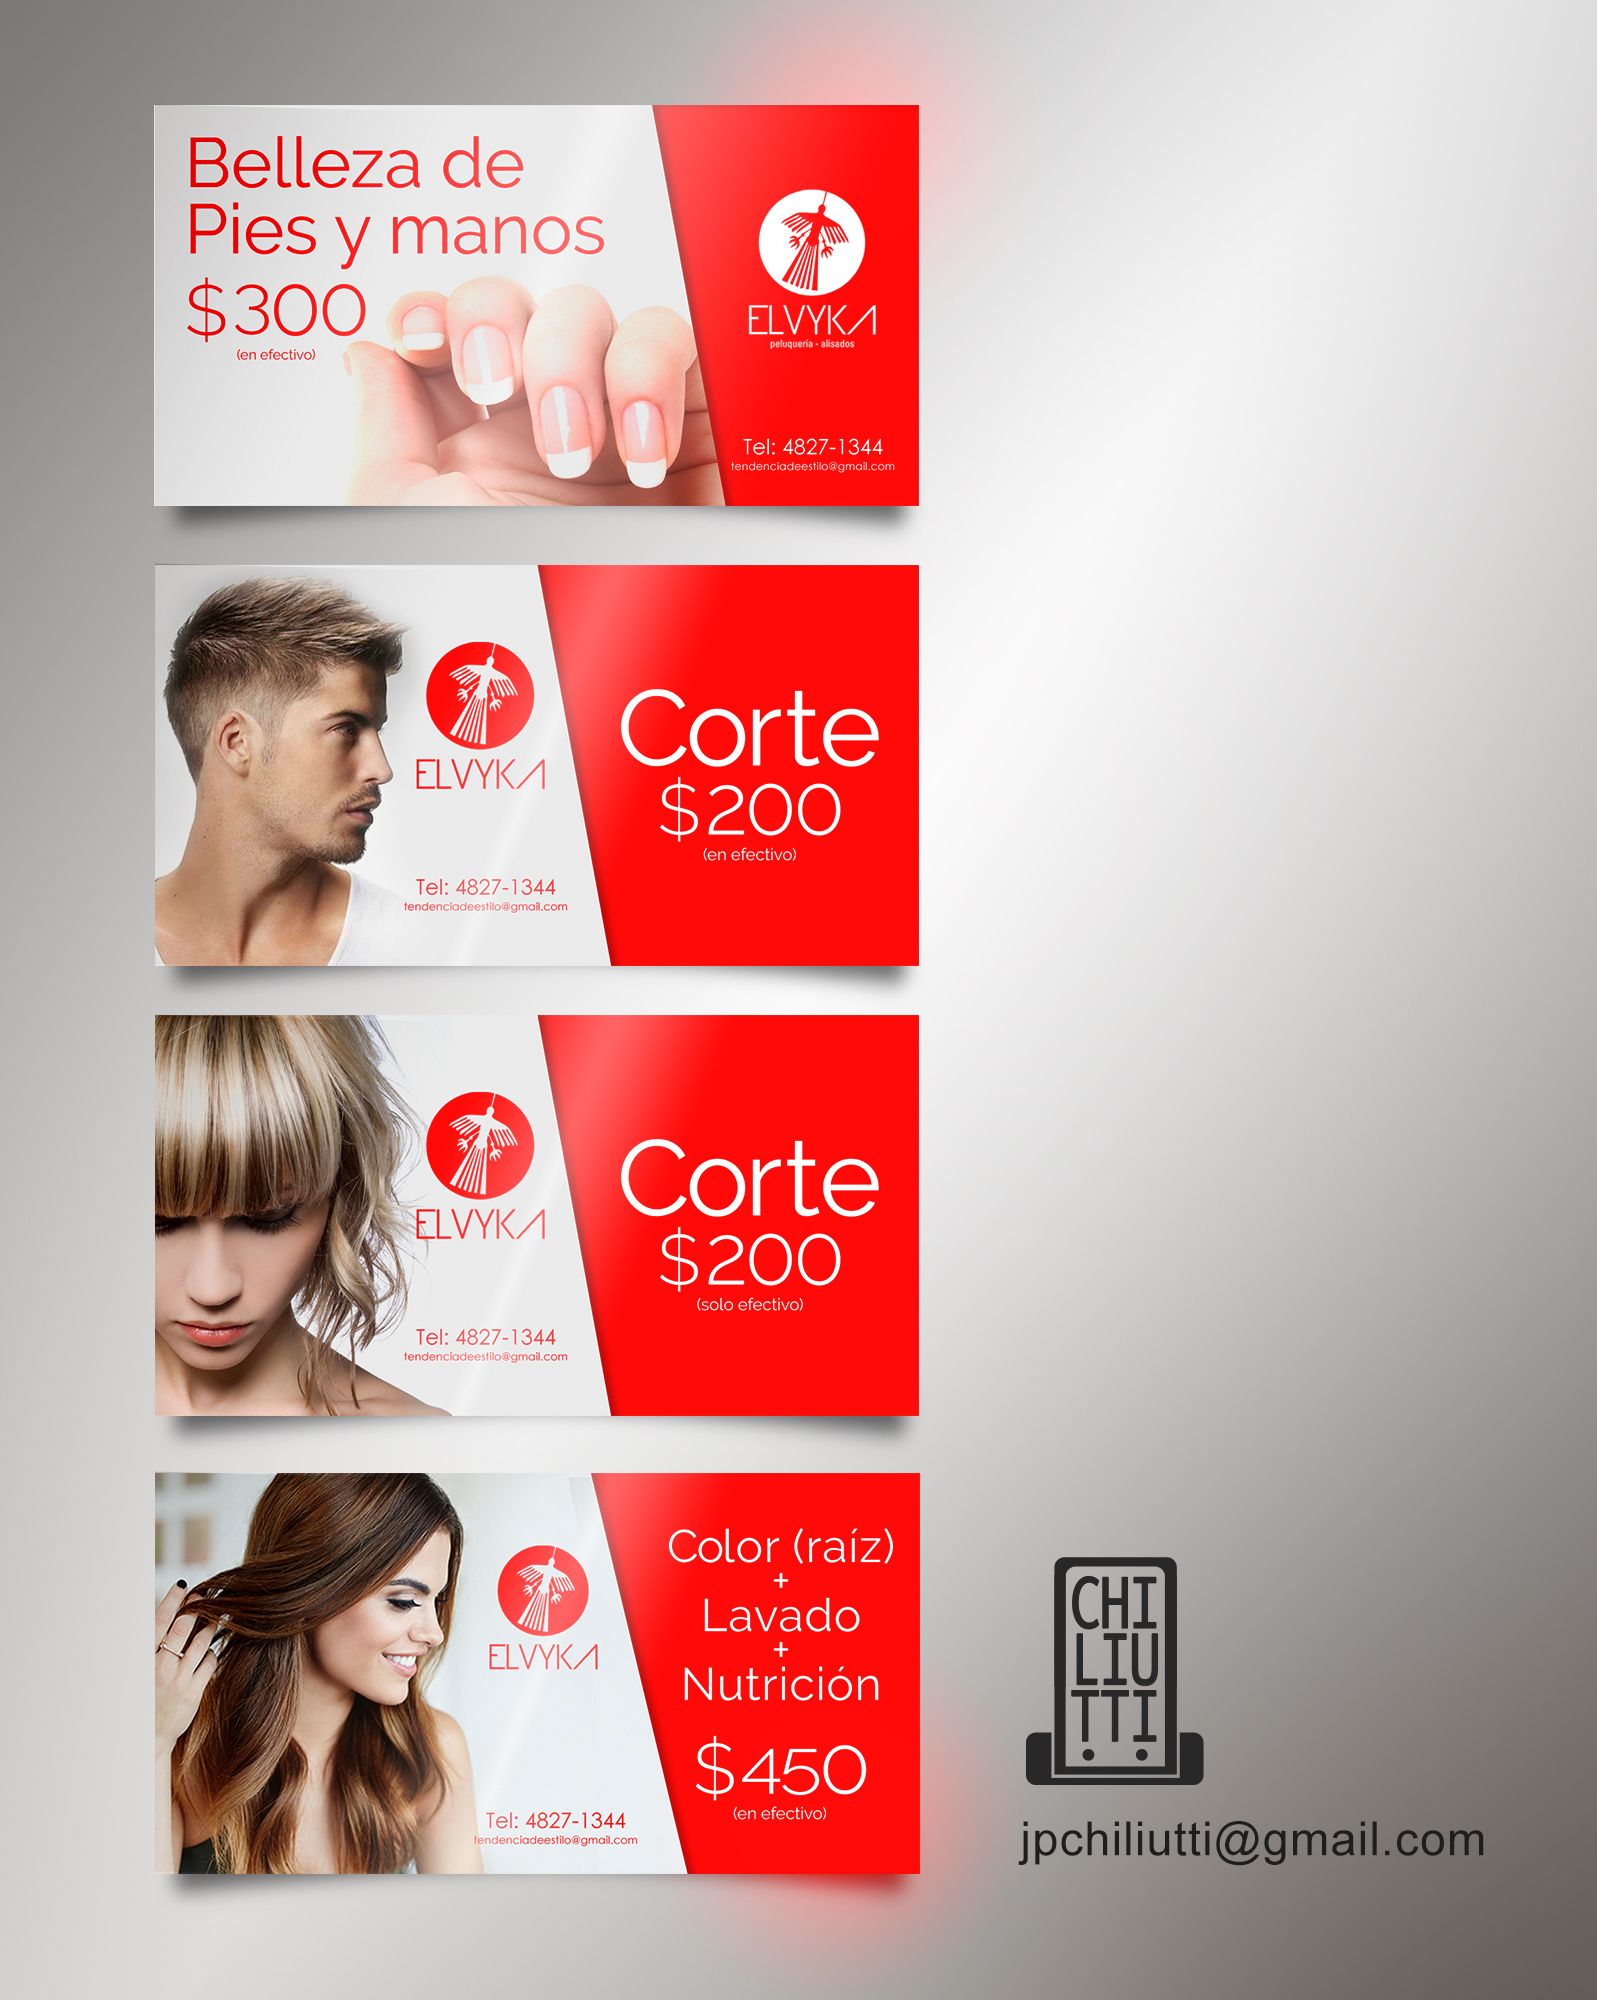 Belleza de
Pies y manos
$300
(en efectivo)
ELVYKA
peluquería - alisados
Tel: 4827-1344
tendenciadeestilo@gmail.com
ELVYKA
Tel: 4827-1344
tendenciadeestilo@gmail.com
Corte
$200
(en efectivo)
ELVYKA
Tel: 4827-1344
tendenciadeestilo@gmail.com
Corte
$200
(solo efectivo)
ELVYKA
Tel: 4827-1344
tendenciadeestilo@gmail.com
Color (raíz)
+
Lavado
+
Nutrición
$450
(en efectivo)
CHI
LIU
TTI
jpchiliutti@gmail.com